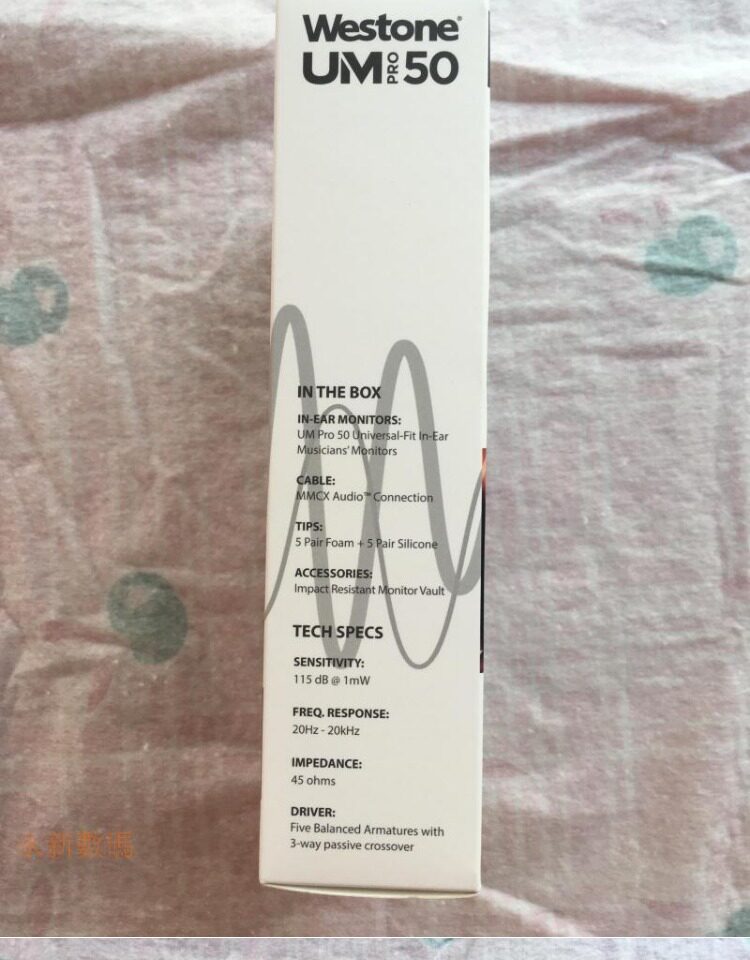 Westone®
UM PRO 50
IN THE BOX
IN-EAR MONITORS:
UM Pro 50 Universal-Fit In-Ear
Musicians' Monitors
CABLE:
MMCX Audio™ Connection
TIPS:
5 Pair Foam + 5 Pair Silicone
ACCESSORIES:
Impact Resistant Monitor Vault
TECH SPECS
SENSITIVITY:
115 dB @ 1mW
FREQ. RESPONSE:
20Hz - 20kHz
IMPEDANCE:
45 ohms
DRIVER:
Five Balanced Armatures with
3-way passive crossover
新數碼